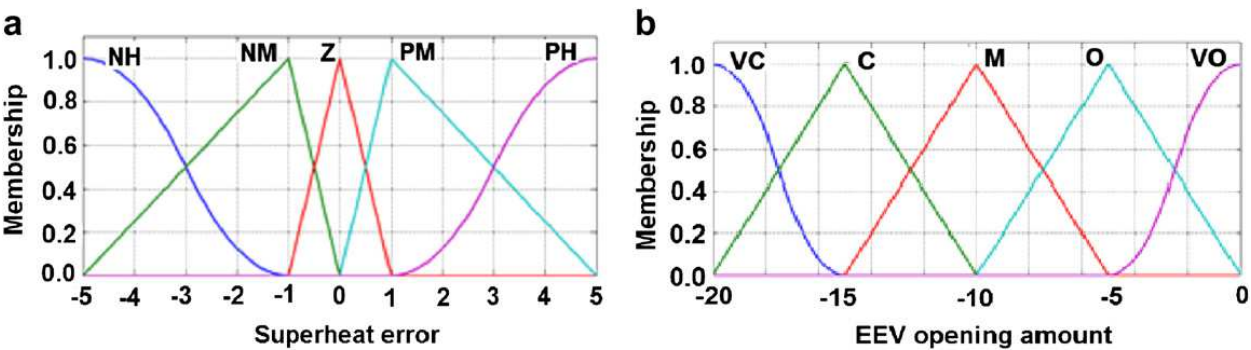 a
NH NM Z PM PH
1.0
0.8
0.6
0.4
0.2
0.0
Membership
-5 -4 -3 -2 -1 0 1 2 3 4 5
Superheat error
b
VC C M O VO
1.0
0.8
0.6
0.4
0.2
0.0
Membership
-20 -15 -10 -5 0
EEV opening amount